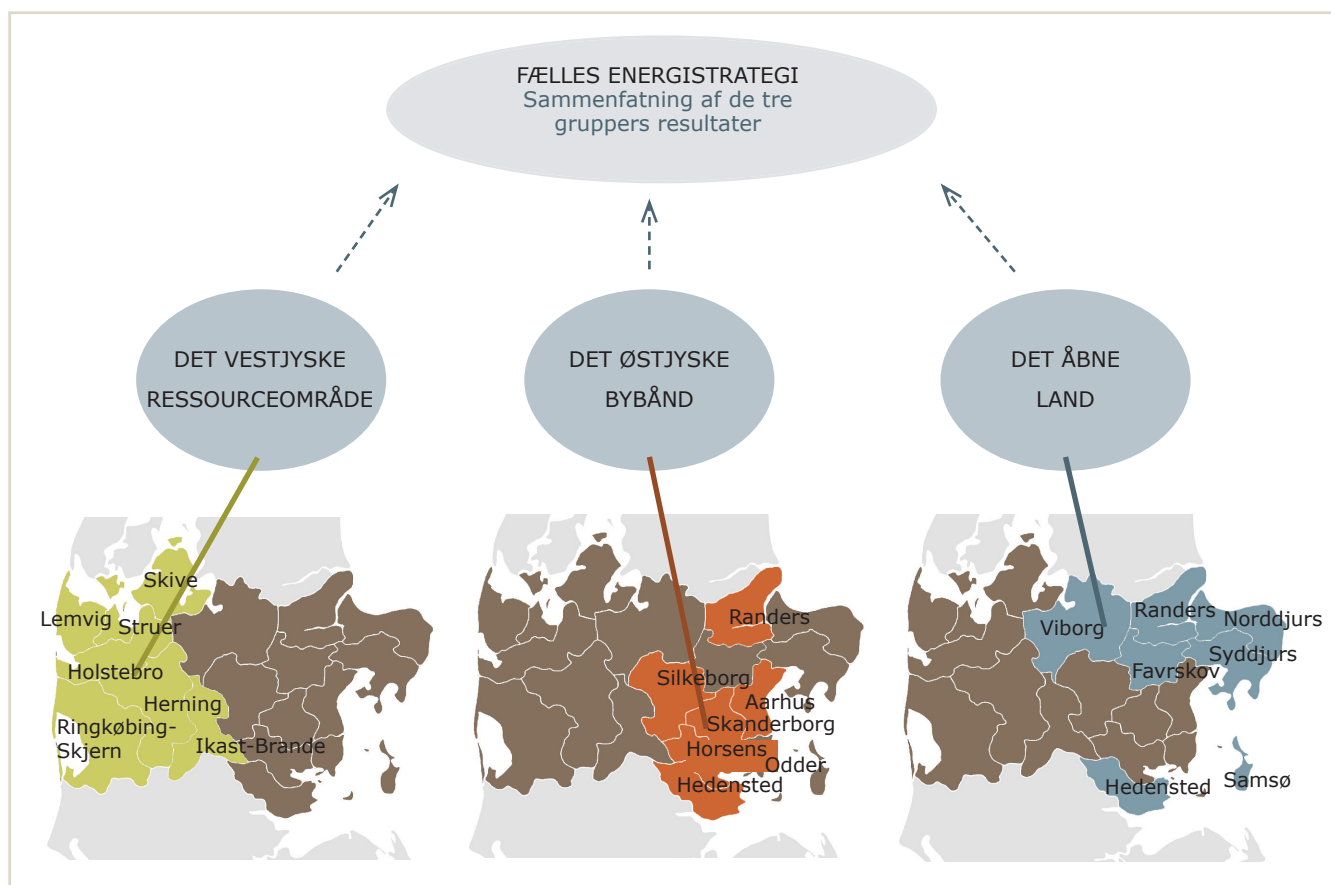 FÆLLES ENERGISTRATEGI
Sammenfatning af de tre
gruppers resultater
DET VESTJYSKE
RESSOURCEOMRÅDE
DET ØSTJYSKE
BYBÅND
DET ÅBNE
LAND
Skive
Lemvig
Struer
Holstebro
Herning
Ringkøbing-
Skjern
Ikast-Brande
Randers
Silkeborg
Aarhus
Skanderborg
Horsens
Odder
Hedensted
Randers
Norddjurs
Viborg
Syddjurs
Favrskov
Hedensted
Samsø